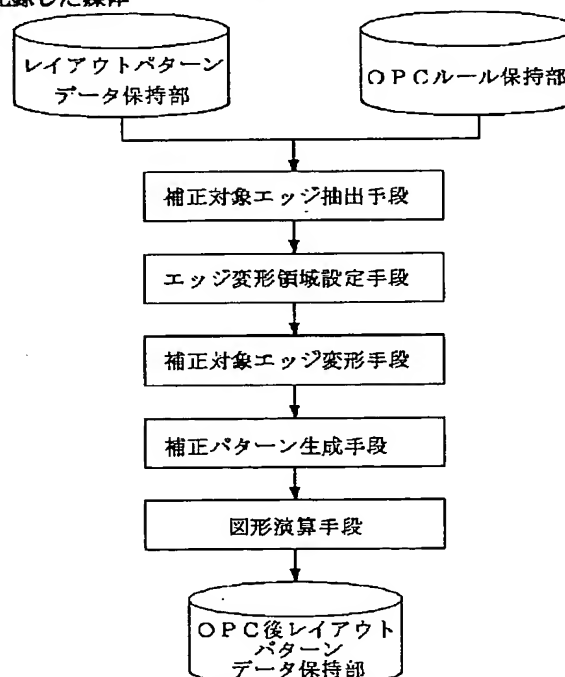 記録した媒体
レイアウトパターン
データ保持部
ＯＰＣルール保持部
補正対象エッジ抽出手段
エッジ変形領域設定手段
補正対象エッジ変形手段
補正パターン生成手段
図形演算手段
ＯＰＣ後レイアウト
パターン
データ保持部